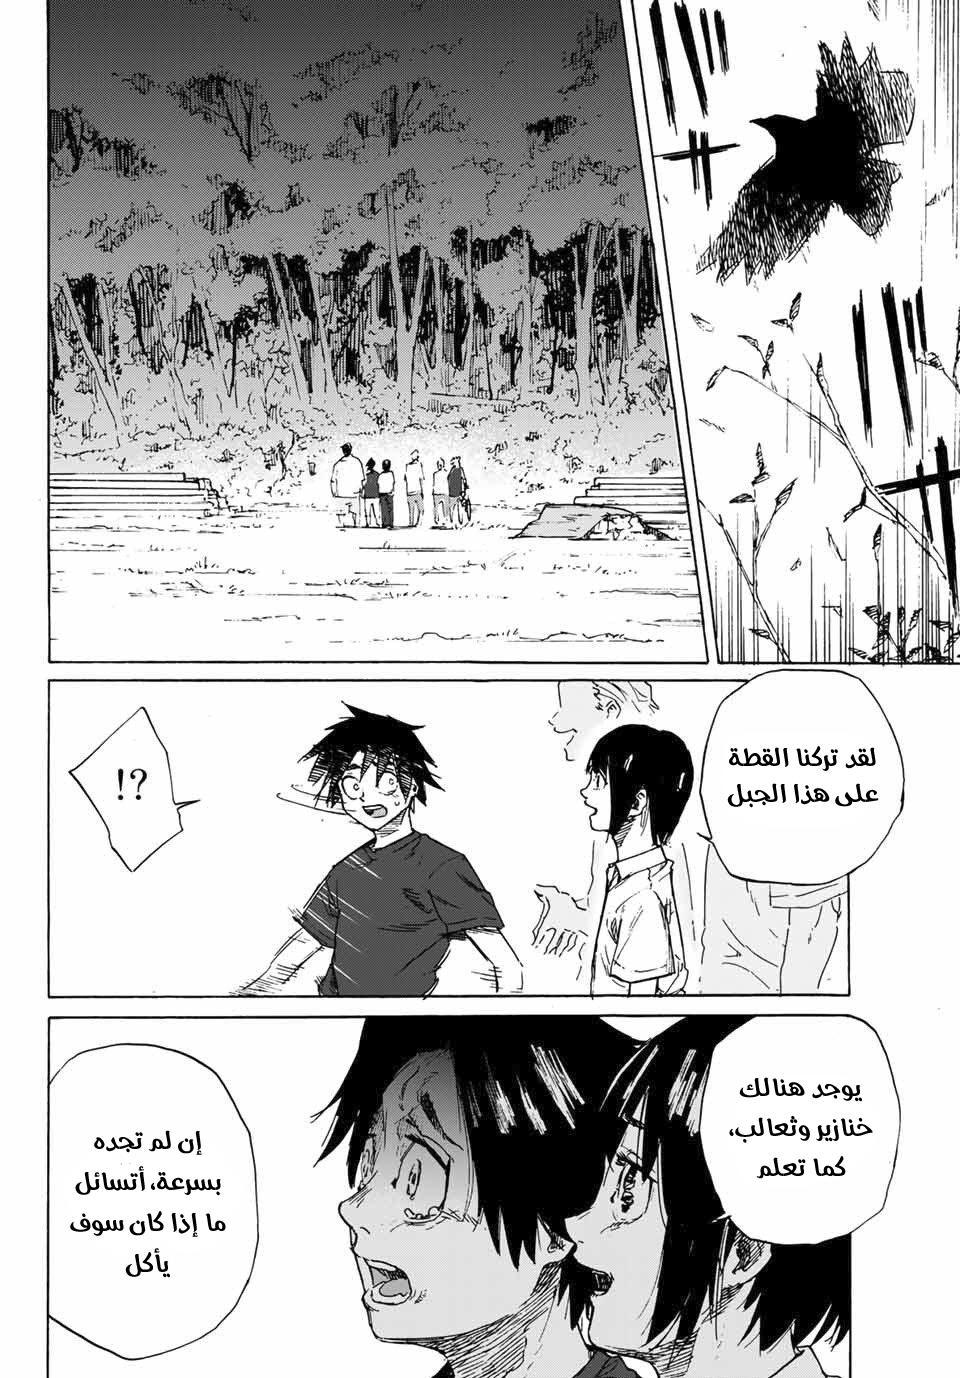 لقد تركنا القطة
على هذا الجبل
!?
يوجد هنالك
خنازير وثعالب،
كما تعلم
إن لم تجده
بسرعة، أتسائل
ما إذا كان سوف
يأكل